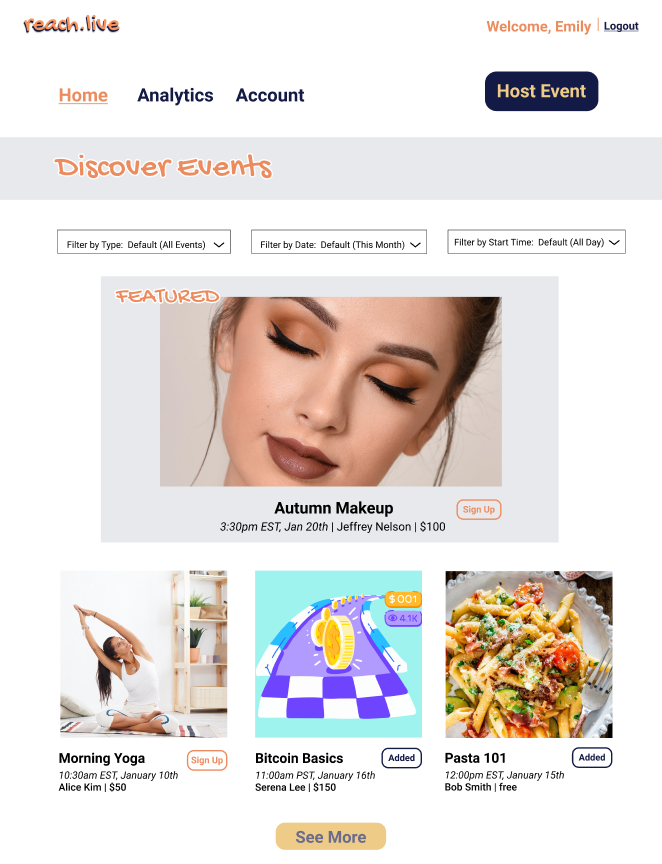 reach.live
Welcome, Emily | Logout
Home Analytics Account
Host Event
Discover Events
Filter by Type: Default (All Events)
Filter by Date: Default (This Month)
Filter by Start Time: Default (All Day)
FEATURED
Autumn Makeup
Sign Up
3:30pm EST, Jan 20th | Jeffrey Nelson | $100
$001
4.1K
Morning Yoga
Sign Up
10:30am EST, January 10th
Alice Kim | $50
Bitcoin Basics
Added
11:00am PST, January 16th
Serena Lee | $150
Pasta 101
Added
12:00pm EST, January 15th
Bob Smith | free
See More